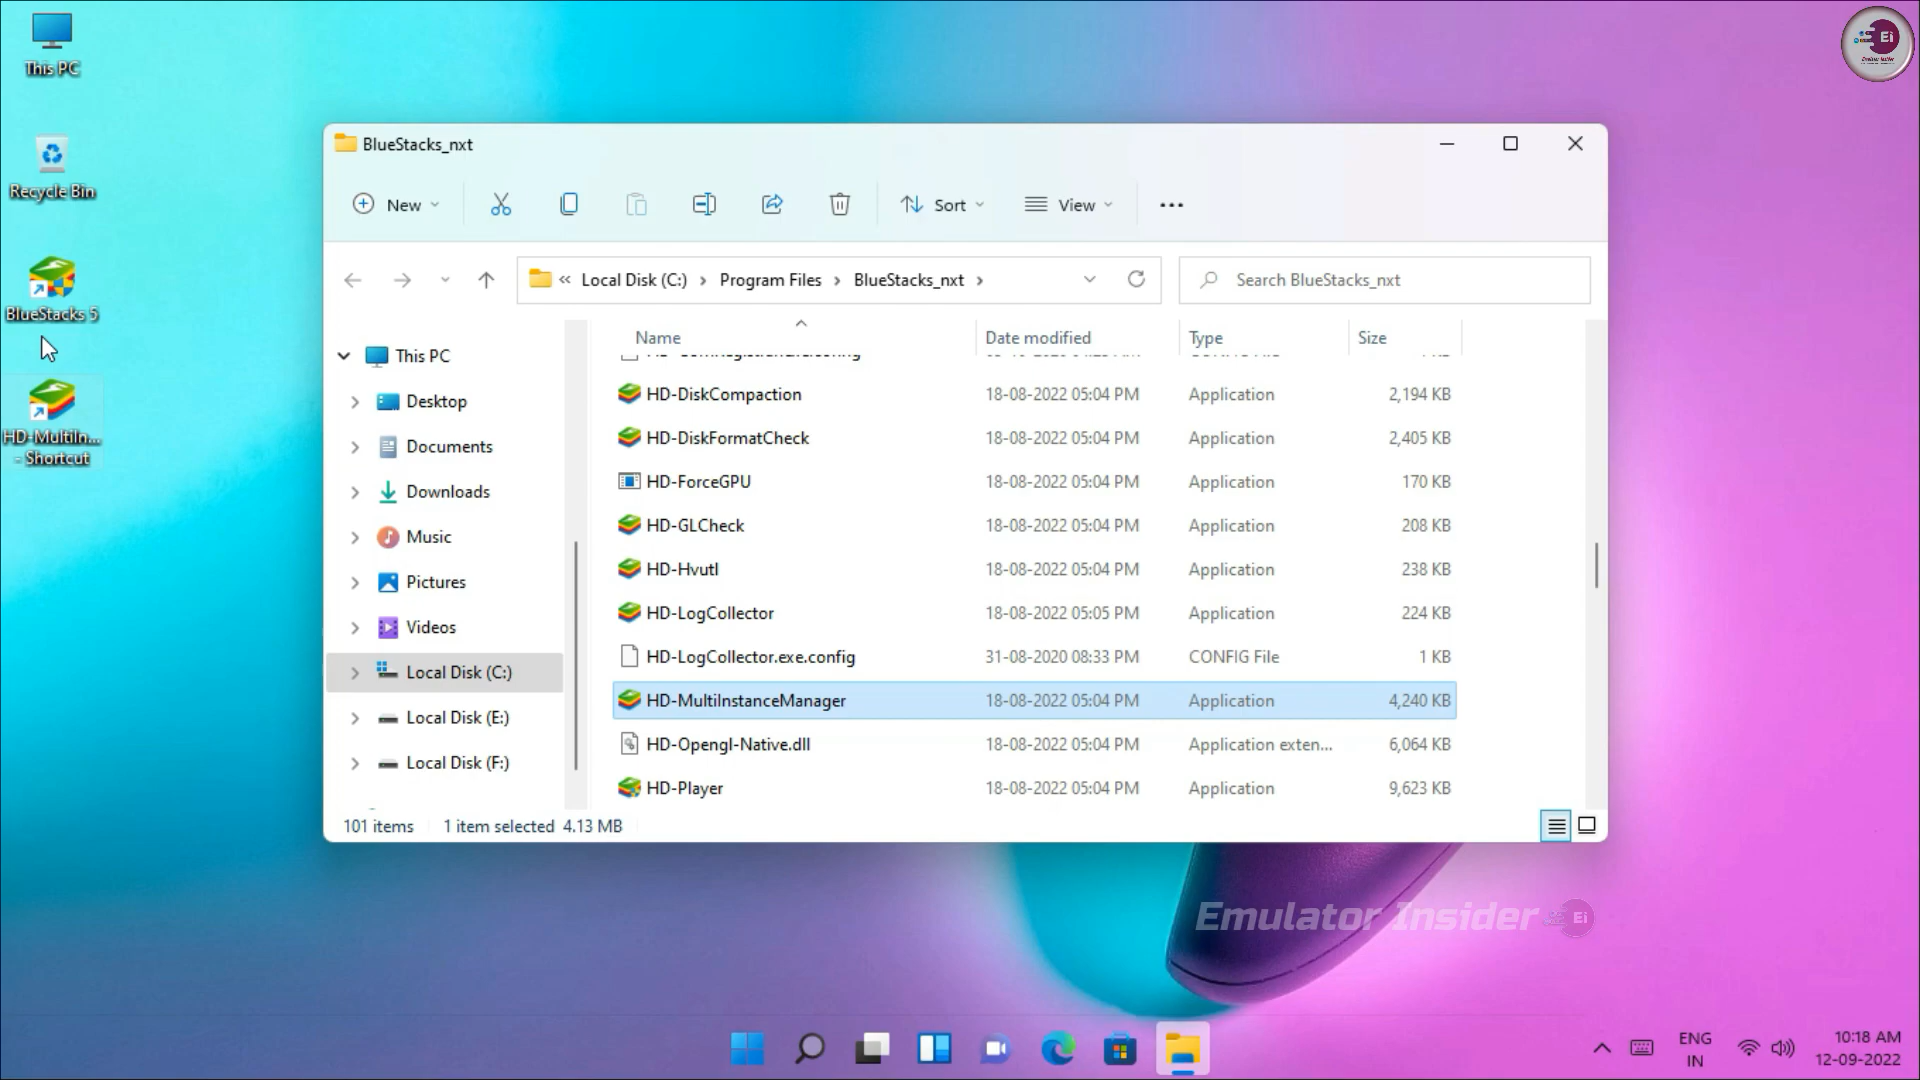 This PC
Recycle Bin
BlueStacks 5
HD-MultiIn...
- Shortcut
Ei
BlueStacks_nxt
New
Sort
View
« Local Disk (C:) › Program Files › BlueStacks_nxt ›
Search BlueStacks_nxt
This PC
Desktop
Documents
Downloads
Music
Pictures
Videos
Local Disk (C:)
Local Disk (E:)
Local Disk (F:)
Name Date modified Type Size
HD-DiskCompaction 18-08-2022 05:04 PM Application 2,194 KB
HD-DiskFormatCheck 18-08-2022 05:04 PM Application 2,405 KB
HD-ForceGPU 18-08-2022 05:04 PM Application 170 KB
HD-GLCheck 18-08-2022 05:04 PM Application 208 KB
HD-Hvutl 18-08-2022 05:04 PM Application 238 KB
HD-LogCollector 18-08-2022 05:05 PM Application 224 KB
HD-LogCollector.exe.config 31-08-2020 08:33 PM CONFIG File 1 KB
HD-MultiInstanceManager 18-08-2022 05:04 PM Application 4,240 KB
HD-Opengl-Native.dll 18-08-2022 05:04 PM Application exten... 6,064 KB
HD-Player 18-08-2022 05:04 PM Application 9,623 KB
101 items 1 item selected 4.13 MB
Emulator Insider Ei
ENG
IN
10:18 AM
12-09-2022